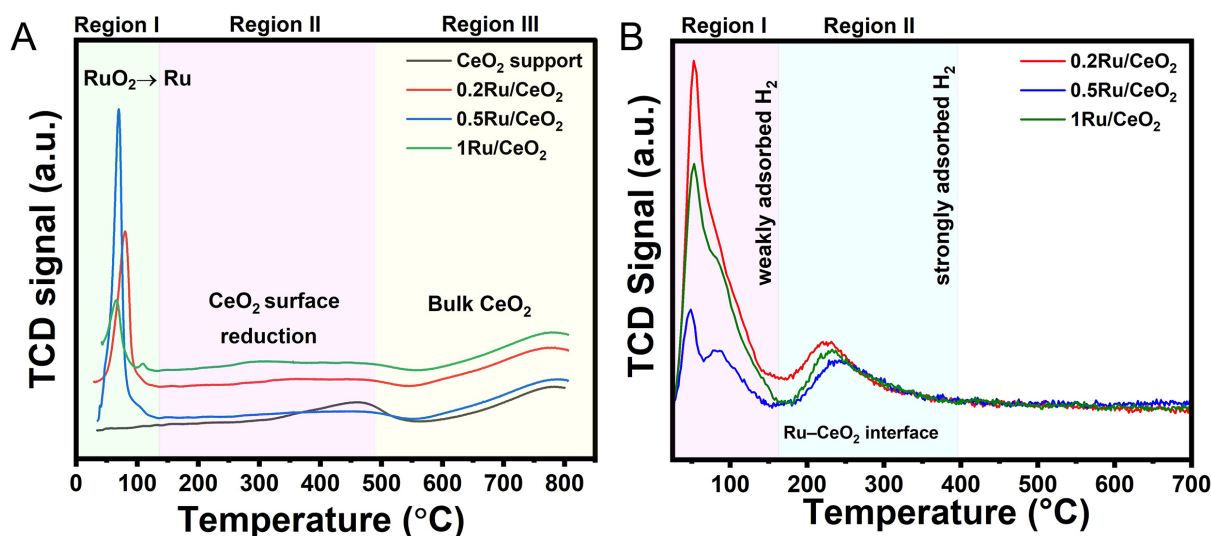 A
Region I
Region II
Region III
RuO₂→ Ru
CeO₂ support
0.2Ru/CeO₂
0.5Ru/CeO₂
1Ru/CeO₂
CeO₂ surface
reduction
Bulk CeO₂
TCD signal (a.u.)
0
100
200
300
400
500
600
700
800
Temperature (°C)
B
Region I
Region II
0.2Ru/CeO₂
0.5Ru/CeO₂
1Ru/CeO₂
weakly adsorbed H₂
strongly adsorbed H₂
Ru–CeO₂ interface
TCD Signal (a.u.)
100
200
300
400
500
600
700
Temperature (°C)